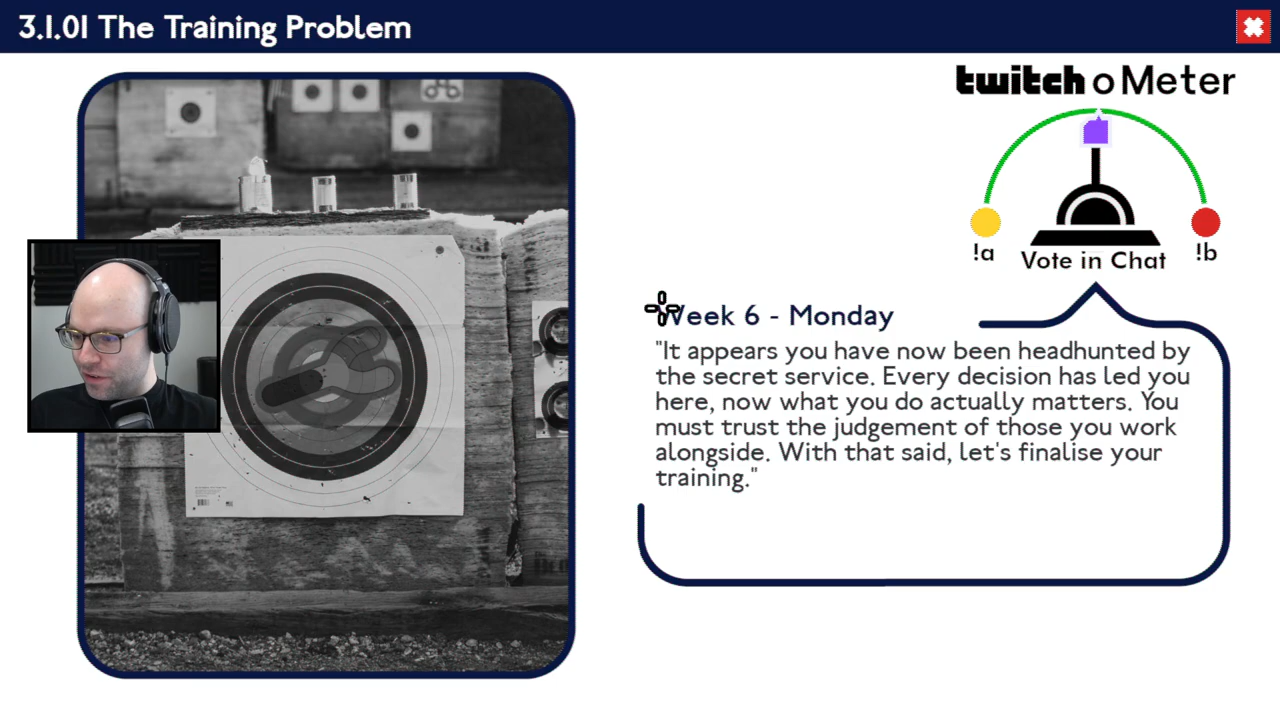 3.1.01 The Training Problem
twitch o Meter
!a
!b
Vote in Chat
Week 6 - Monday
"It appears you have now been headhunted by
the secret service. Every decision has led you
here, now what you do actually matters. You
must trust the judgement of those you work
alongside. With that said, let's finalise your
training."